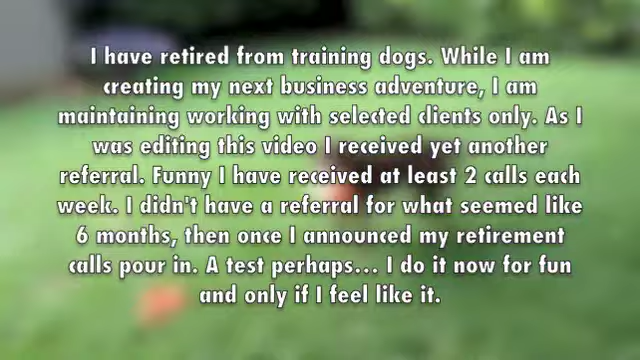 I have retired from training dogs. While I am
creating my next business adventure, I am
maintaining working with selected clients only. As I
was editing this video I received yet another
referral. Funny I have received at least 2 calls each
week. I didn't have a referral for what seemed like
6 months, then once I announced my retirement
calls pour in. A test perhaps... I do it now for fun
and only if I feel like it.